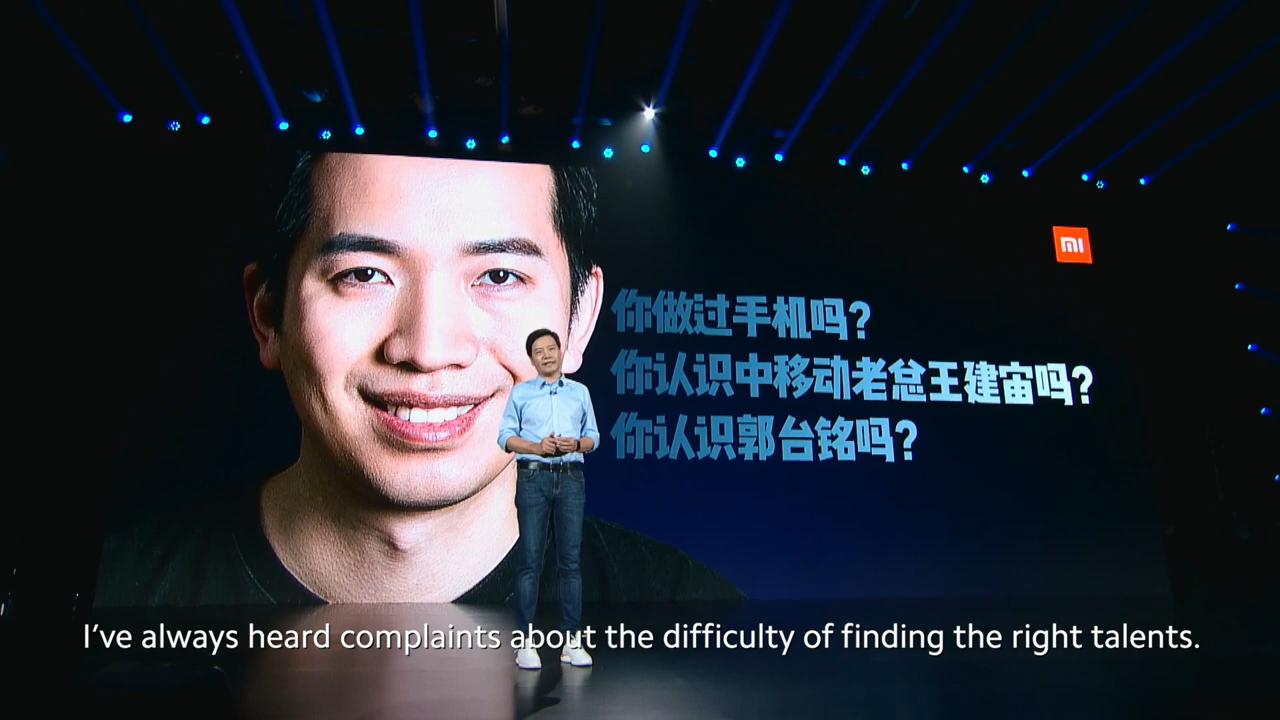 mi
你做过手机吗?
你认识中移动老总王建宙吗?
你认识郭台铭吗?
I've always heard complaints about the difficulty of finding the right talents.